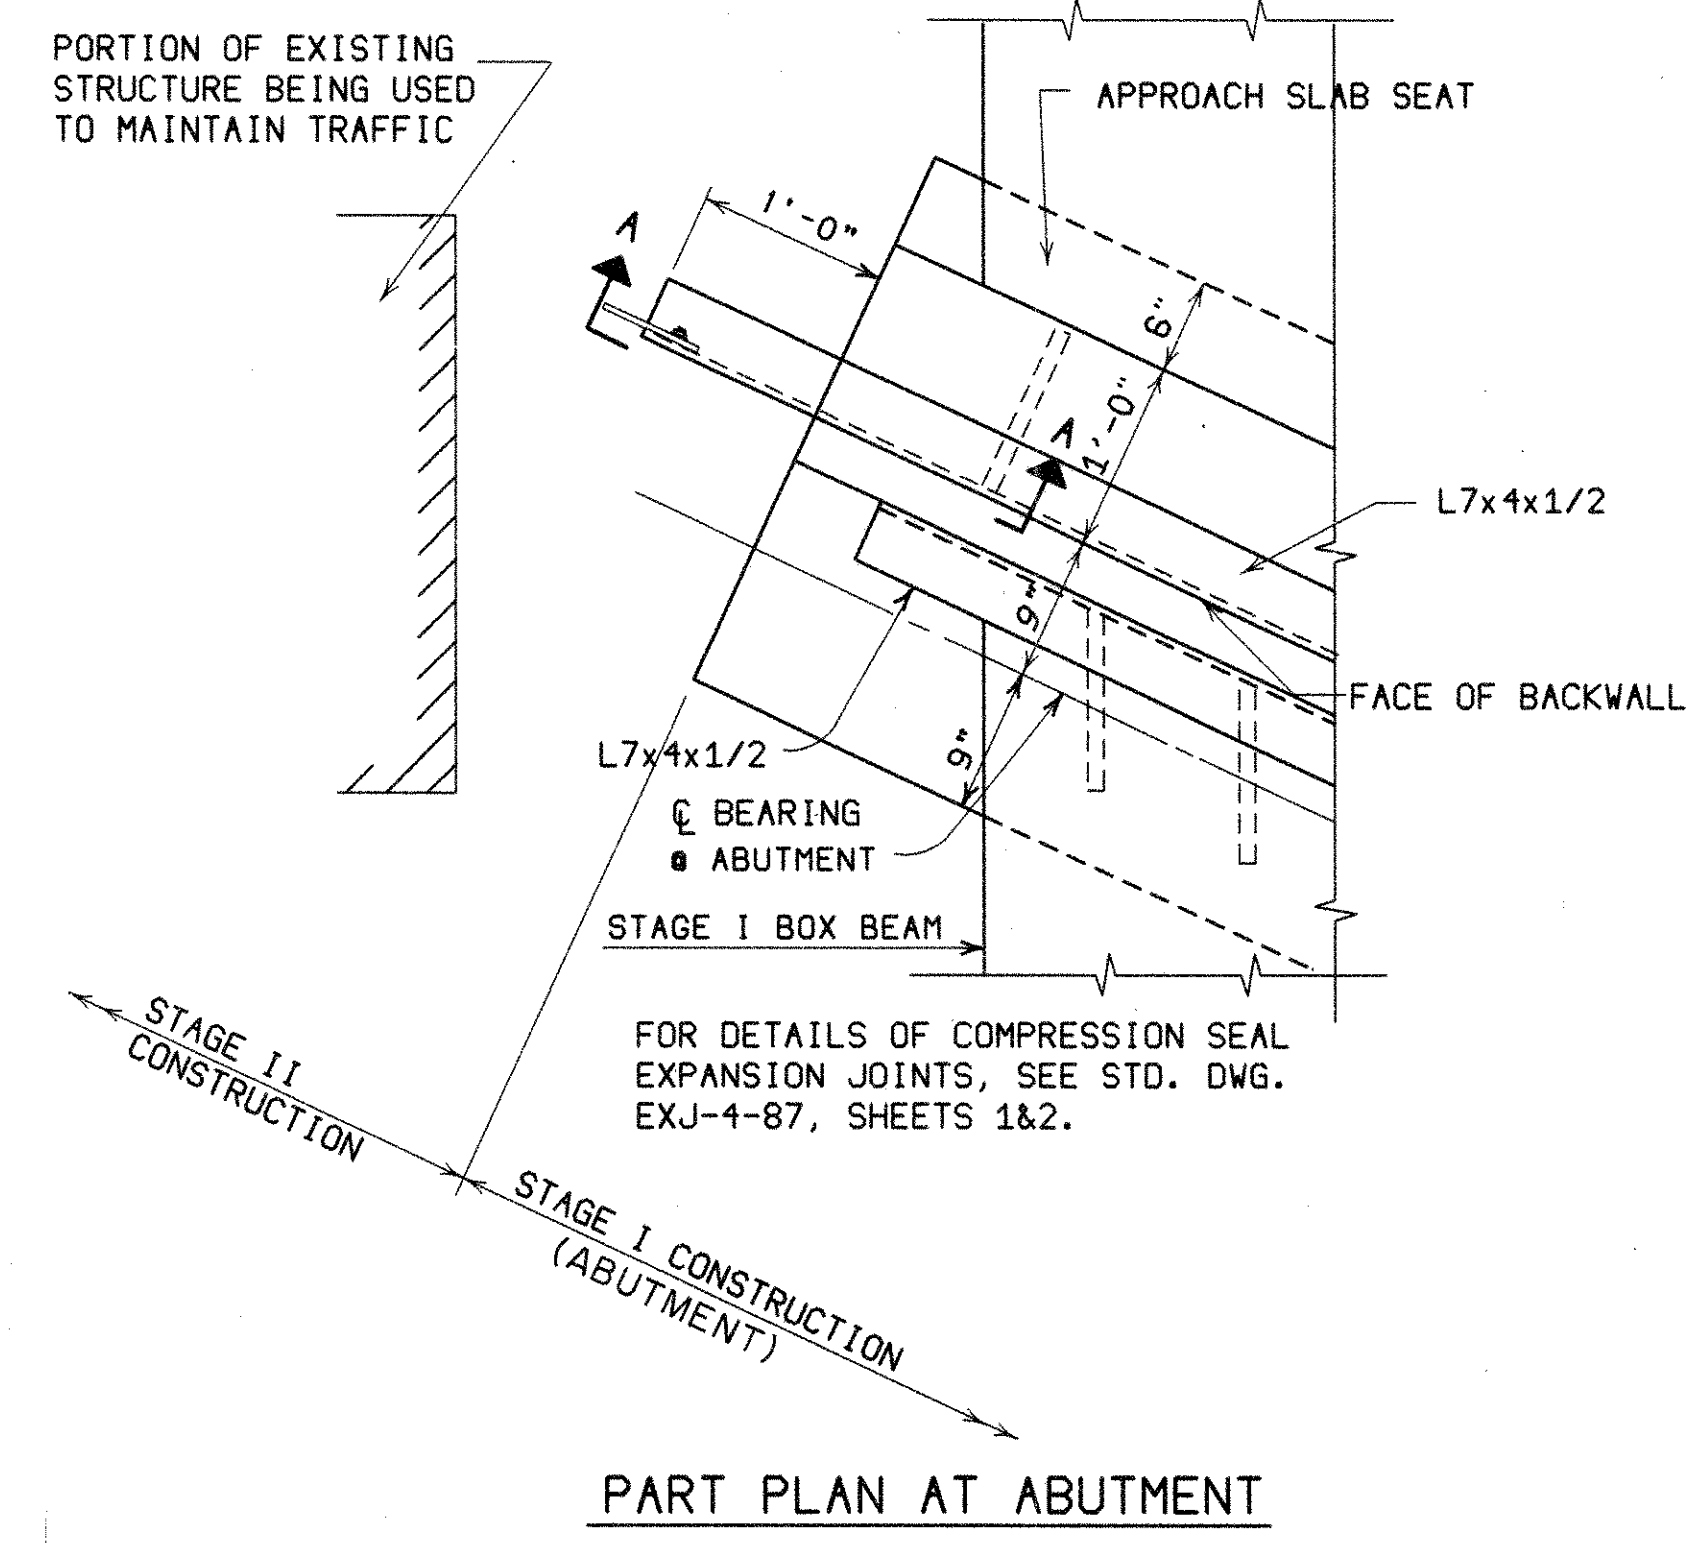 PORTION OF EXISTING
STRUCTURE BEING USED
TO MAINTAIN TRAFFIC
APPROACH SLAB SEAT
A
1'-0"
6"
1'-0"
A
L7x4x1/2
9"
FACE OF BACKWALL
L7x4x1/2
9"
℄ BEARING
@ ABUTMENT
STAGE I BOX BEAM
STAGE II
CONSTRUCTION
FOR DETAILS OF COMPRESSION SEAL
EXPANSION JOINTS, SEE STD. DWG.
EXJ-4-87, SHEETS 1&2.
STAGE I CONSTRUCTION
(ABUTMENT)
PART PLAN AT ABUTMENT